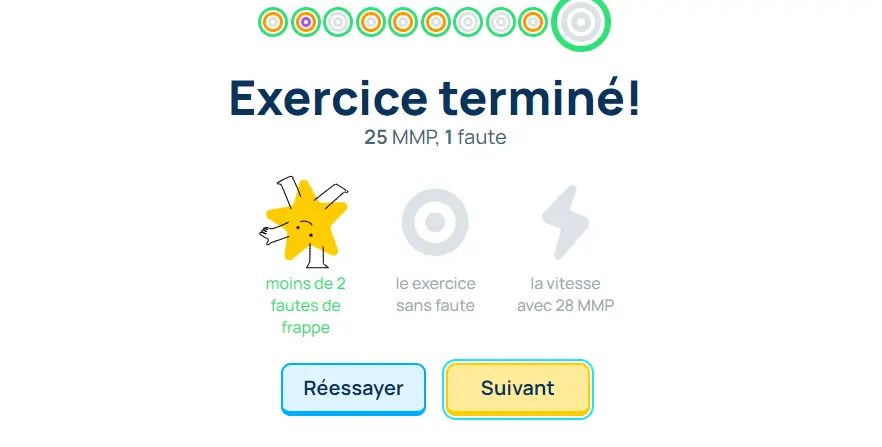 Exercice terminé!
25 MMP, 1 faute
moins de 2
fautes de
frappe
le exercice
sans faute
la vitesse
avec 28 MMP
Réessayer
Suivant